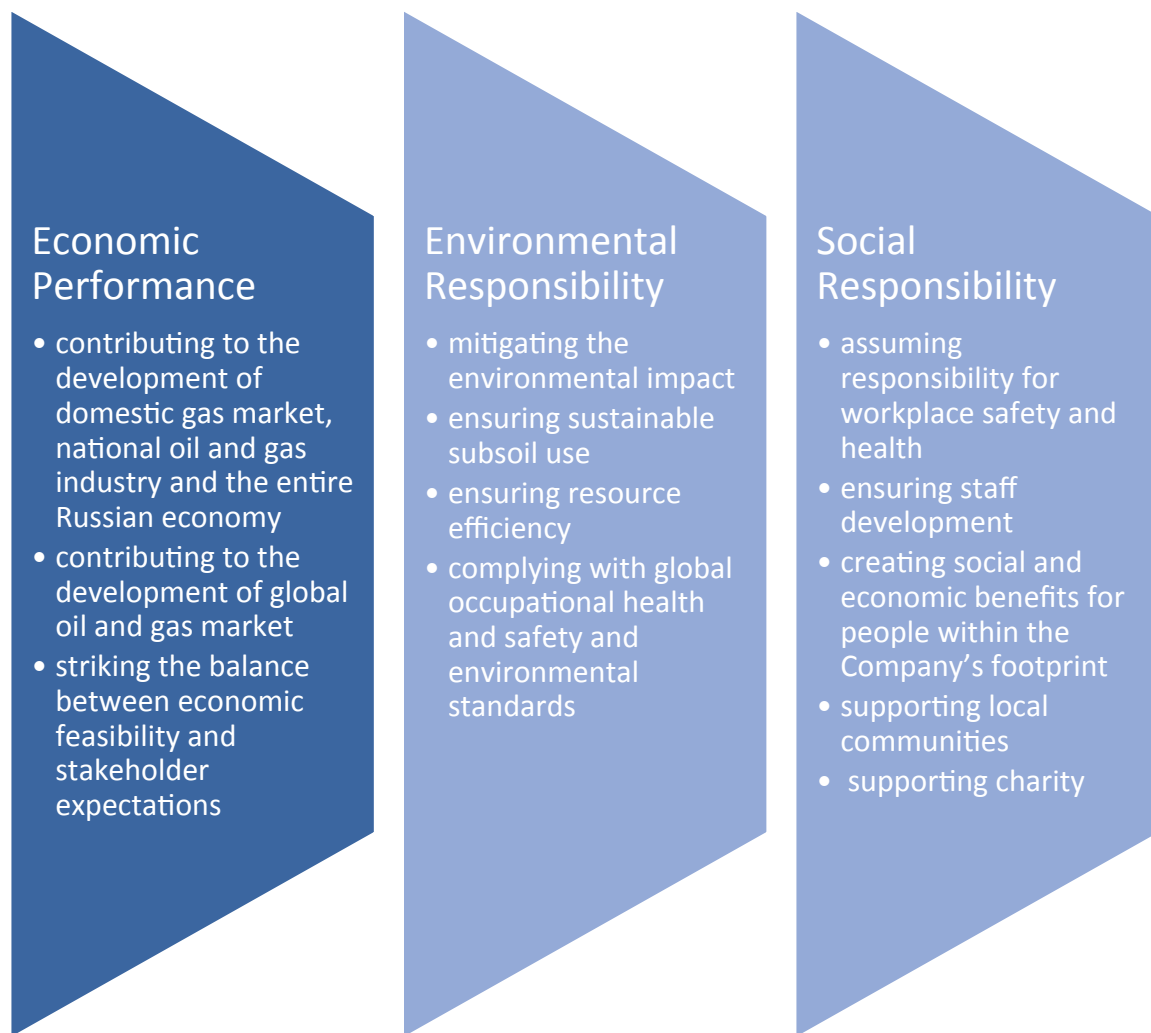 Economic
Performance
• contributing to the
development of
domestic gas market,
national oil and gas
industry and the entire
Russian economy
• contributing to the
development of global
oil and gas market
• striking the balance
between economic
feasibility and
stakeholder
expectations
Environmental
Responsibility
• mitigating the
environmental impact
• ensuring sustainable
subsoil use
• ensuring resource
efficiency
• complying with global
occupational health
and safety and
environmental
standards
Social
Responsibility
• assuming
responsibility for
workplace safety and
health
• ensuring staff
development
• creating social and
economic benefits for
people within the
Company’s footprint
• supporting local
communities
• supporting charity